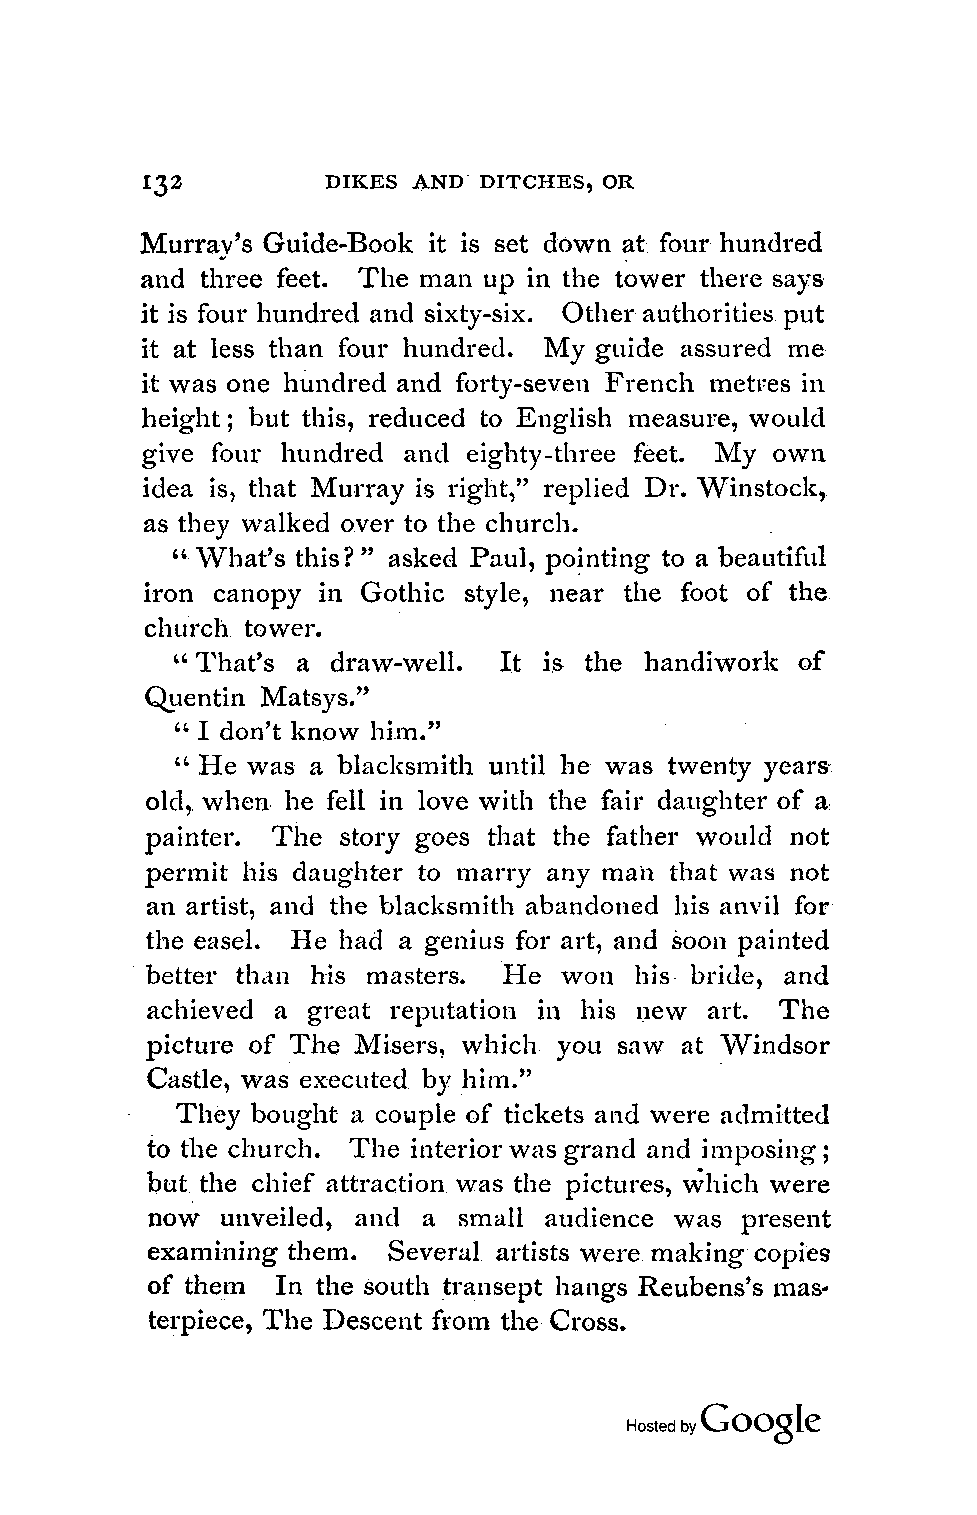 132 DIKES AND DITCHES, OR
Murray's Guide-Book it is set down at four hundred
and three feet. The man up in the tower there says
it is four hundred and sixty-six. Other authorities put
it at less than four hundred. My guide assured me
it was one hundred and forty-seven French metres in
height; but this, reduced to English measure, would
give four hundred and eighty-three feet. My own
idea is, that Murray is right," replied Dr. Winstock,
as they walked over to the church.
"What's this?" asked Paul, pointing to a beautiful
iron canopy in Gothic style, near the foot of the
church tower.
"That's a draw-well. It is the handiwork of
Quentin Matsys."
"I don't know him."
"He was a blacksmith until he was twenty years
old, when he fell in love with the fair daughter of a
painter. The story goes that the father would not
permit his daughter to marry any man that was not
an artist, and the blacksmith abandoned his anvil for
the easel. He had a genius for art, and soon painted
better than his masters. He won his bride, and
achieved a great reputation in his new art. The
picture of The Misers, which you saw at Windsor
Castle, was executed by him."
They bought a couple of tickets and were admitted
to the church. The interior was grand and imposing;
but the chief attraction was the pictures, which were
now unveiled, and a small audience was present
examining them. Several artists were making copies
of them In the south transept hangs Reubens's mas-
terpiece, The Descent from the Cross.
Hosted by Google